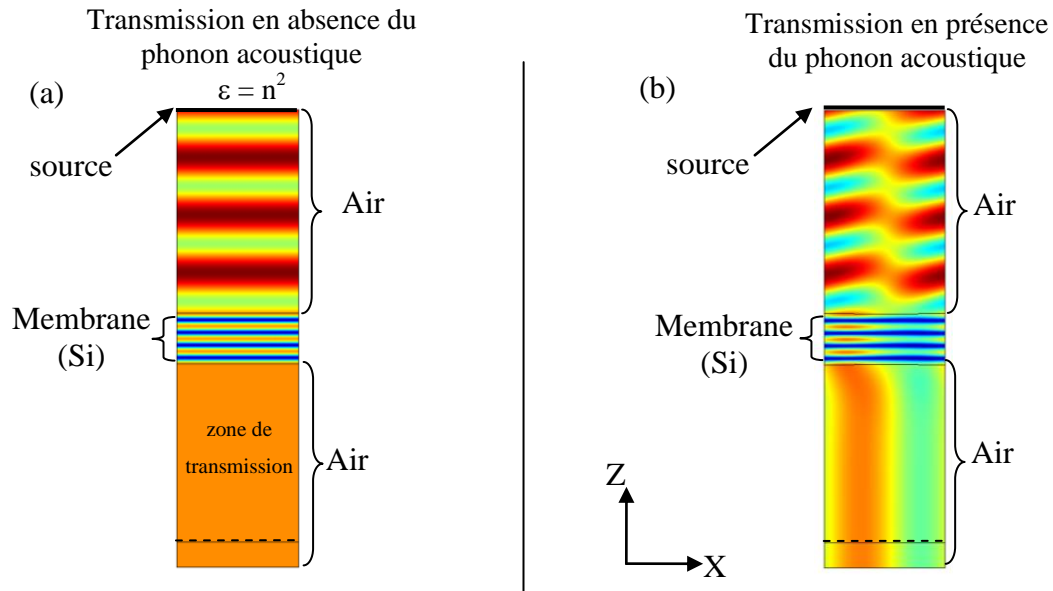 Transmission en absence du
phonon acoustique
(a)
ε = n²
source
Air
Membrane
(Si)
zone de
transmission
Air
Transmission en présence
du phonon acoustique
(b)
source
Air
Membrane
(Si)
Air
Z
X